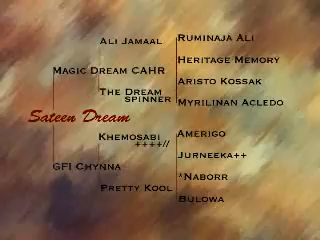 Ruminaja Ali
Ali Jamaal
Heritage Memory
Magic Dream CAHR
Aristo Kossak
The Dream
spinner
Myrilinan Acledo
Sateen Dream
Khemosabi
++++//
Amerigo
Jurneeka++
GFI Chynna
*Naborr
Pretty Kool
Bulowa